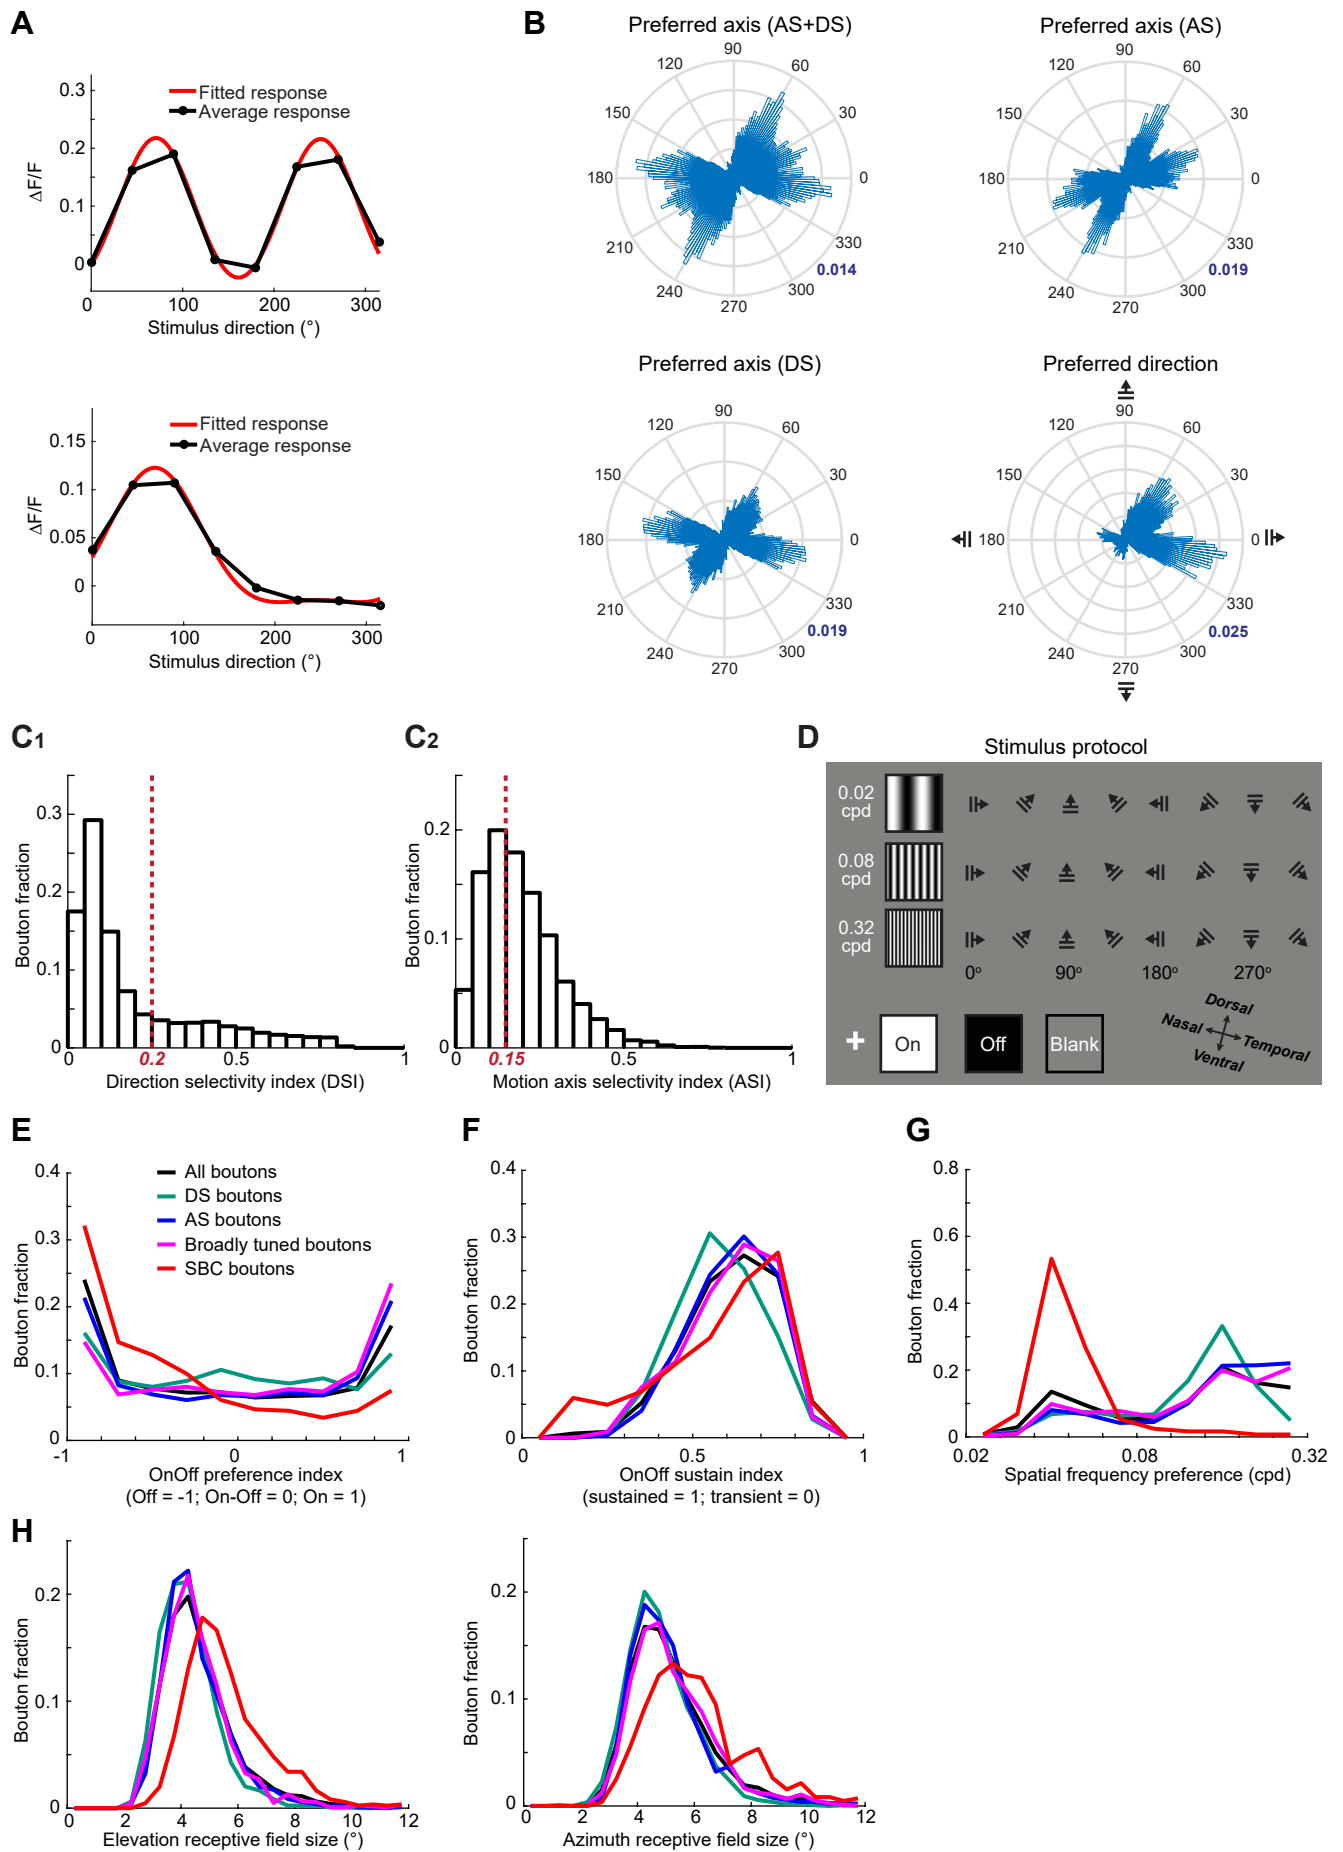 A
0.3
0.2
0.1
0
ΔF/F
Fitted response
Average response
0
100
200
300
Stimulus direction (°)
0.15
0.1
0.05
0
ΔF/F
Fitted response
Average response
0
100
200
300
Stimulus direction (°)
B
Preferred axis (AS+DS)
90
120
60
150
30
180
0
210
330
240
300
270
0.014
Preferred axis (AS)
90
120
60
150
30
180
0
210
330
240
300
270
0.019
Preferred axis (DS)
90
120
60
150
30
180
0
210
330
240
300
270
0.019
Preferred direction
90
120
60
150
30
180
0
210
330
240
300
270
0.025
C1
0.3
0.2
0.1
0
Bouton fraction
0
0.2
0.5
1
Direction selectivity index (DSI)
C2
0.2
0.1
0
Bouton fraction
0
0.15
0.5
1
Motion axis selectivity index (ASI)
D
Stimulus protocol
0.02
cpd
0.08
cpd
0.32
cpd
0°
90°
180°
270°
+
On
Off
Blank
Dorsal
Nasal
Temporal
Ventral
E
0.4
0.3
0.2
0.1
0
Bouton fraction
All boutons
DS boutons
AS boutons
Broadly tuned boutons
SBC boutons
-1
0
1
OnOff preference index
(Off = -1; On-Off = 0; On = 1)
F
0.4
0.3
0.2
0.1
0
Bouton fraction
0
0.5
1
OnOff sustain index
(sustained = 1; transient = 0)
G
0.8
0.6
0.4
0.2
0
Bouton fraction
0.02
0.08
0.32
Spatial frequency preference (cpd)
H
0.2
0.1
0
Bouton fraction
0
2
4
6
8
10
12
Elevation receptive field size (°)
0.2
0.1
0
Bouton fraction
0
2
4
6
8
10
12
Azimuth receptive field size (°)